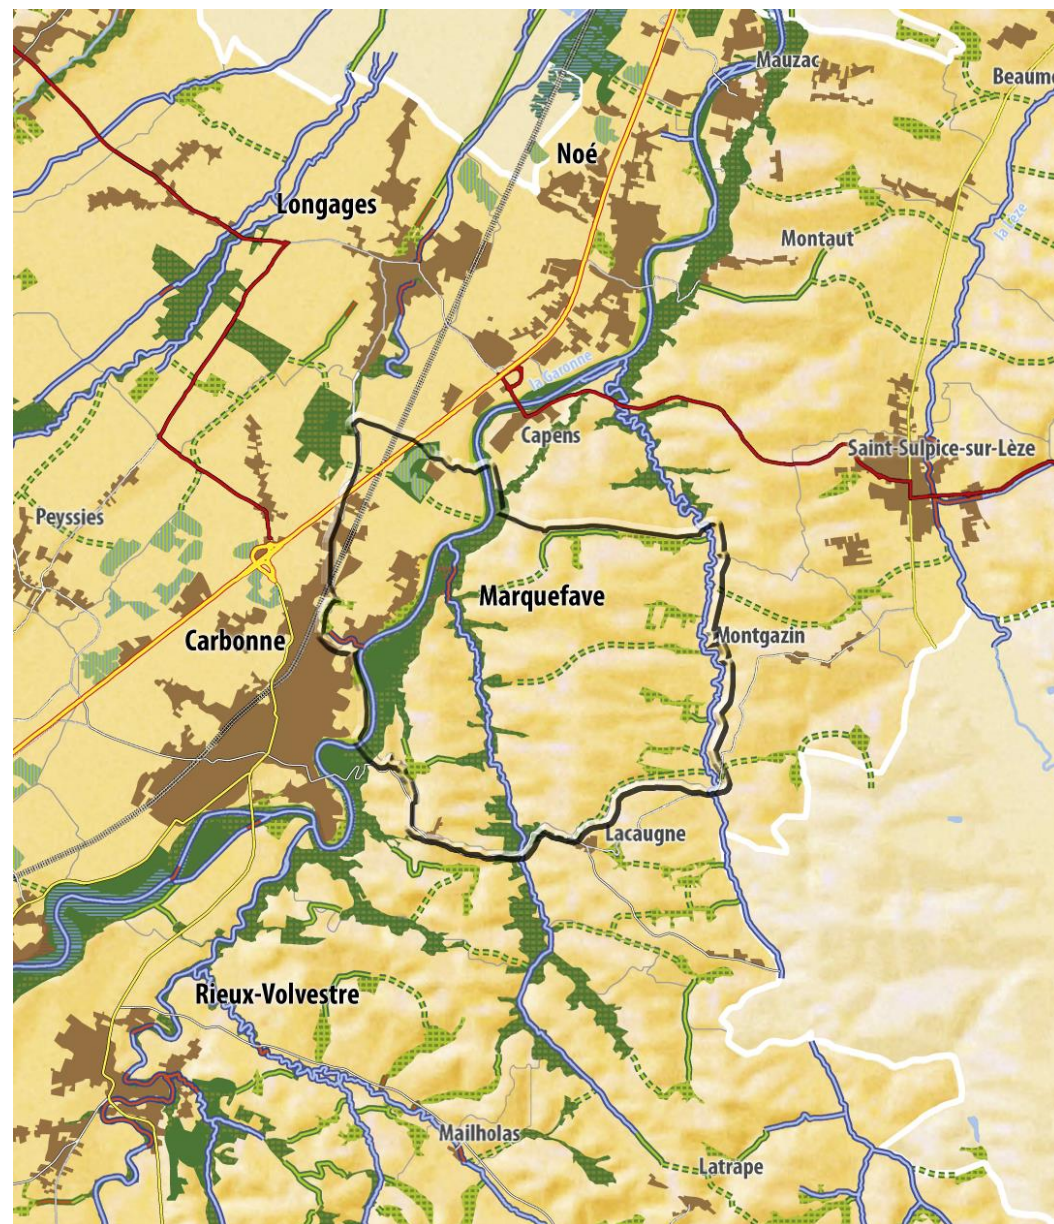 Mauzac
Beaumo
Noé
Longages
la Lèze
Montaut
la Garonne
Capens
Saint-Sulpice-sur-Lèze
Peyssies
Marquefave
Carbonne
Montgazin
Lacaugne
Rieux-Volvestre
Mailholas
Latrape